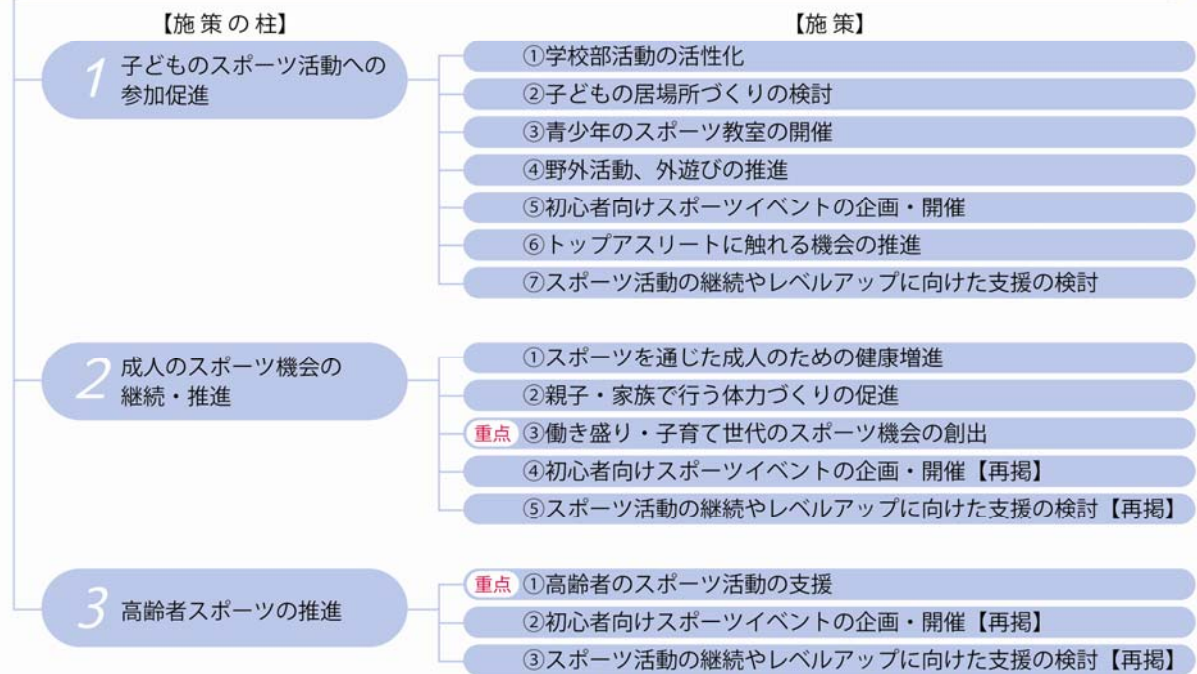 【施策の柱】
【施策】
1 子どものスポーツ活動への
参加促進
①学校部活動の活性化
②子どもの居場所づくりの検討
③青少年のスポーツ教室の開催
④野外活動、外遊びの推進
⑤初心者向けスポーツイベントの企画・開催
⑥トップアスリートに触れる機会の推進
⑦スポーツ活動の継続やレベルアップに向けた支援の検討
2 成人のスポーツ機会の
継続・推進
①スポーツを通じた成人のための健康増進
②親子・家族で行う体力づくりの促進
重点 ③働き盛り・子育て世代のスポーツ機会の創出
④初心者向けスポーツイベントの企画・開催【再掲】
⑤スポーツ活動の継続やレベルアップに向けた支援の検討【再掲】
3 高齢者スポーツの推進
重点 ①高齢者のスポーツ活動の支援
②初心者向けスポーツイベントの企画・開催【再掲】
③スポーツ活動の継続やレベルアップに向けた支援の検討【再掲】